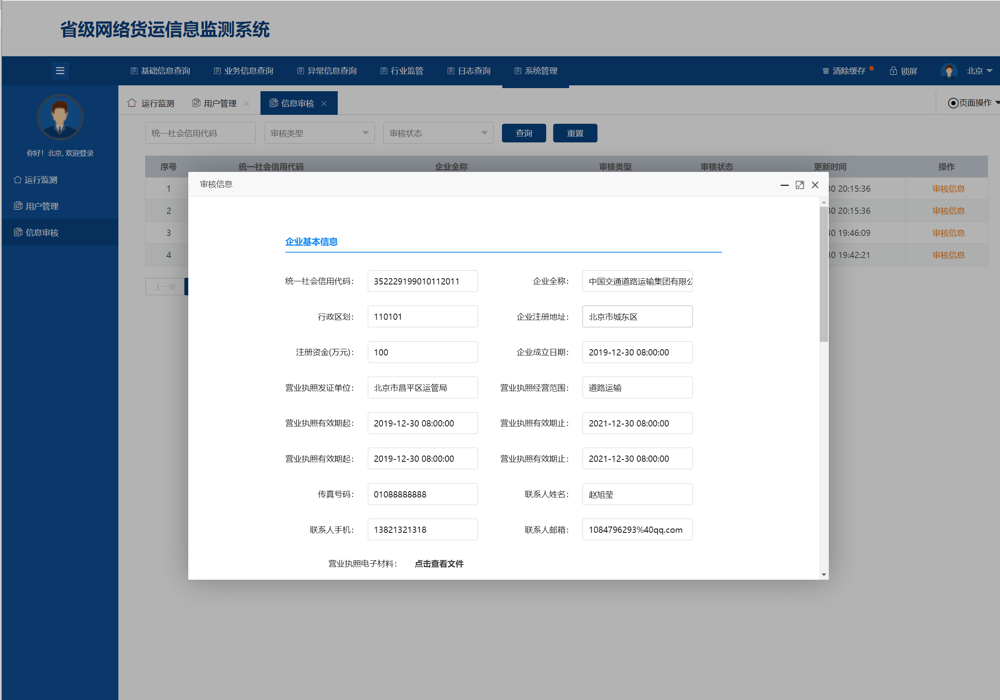 省级网络货运信息监测系统
基础信息查询 业务信息查询 异常信息查询 行业监管 日志查询 系统管理 清除缓存 锁屏 北京
运行监测 用户管理 信息审核 页面操作
统一社会信用代码 审核类型 审核状态 查询 重置
你好！北京, 欢迎登录
运行监测
用户管理
信息审核
序号 统一社会信用代码 企业全称 审核类型 审核状态 更新时间 操作
1 30 20:15:36 审核信息
2 30 20:15:36 审核信息
3 30 19:46:09 审核信息
4 30 19:42:21 审核信息
上一页
审核信息
企业基本信息
统一社会信用代码： 352229199010112011 企业全称： 中国交通道路运输集团有限公
行政区划： 110101 企业注册地址： 北京市城东区
注册资金(万元)： 100 企业成立日期： 2019-12-30 08:00:00
营业执照发证单位： 北京市昌平区运管局 营业执照经营范围： 道路运输
营业执照有效期起： 2019-12-30 08:00:00 营业执照有效期止： 2021-12-30 08:00:00
营业执照有效期起： 2019-12-30 08:00:00 营业执照有效期止： 2021-12-30 08:00:00
传真号码： 01088888888 联系人姓名： 赵旭莹
联系人手机： 13821321318 联系人邮箱： 1084796293%40qq.com
营业执照电子材料： 点击查看文件